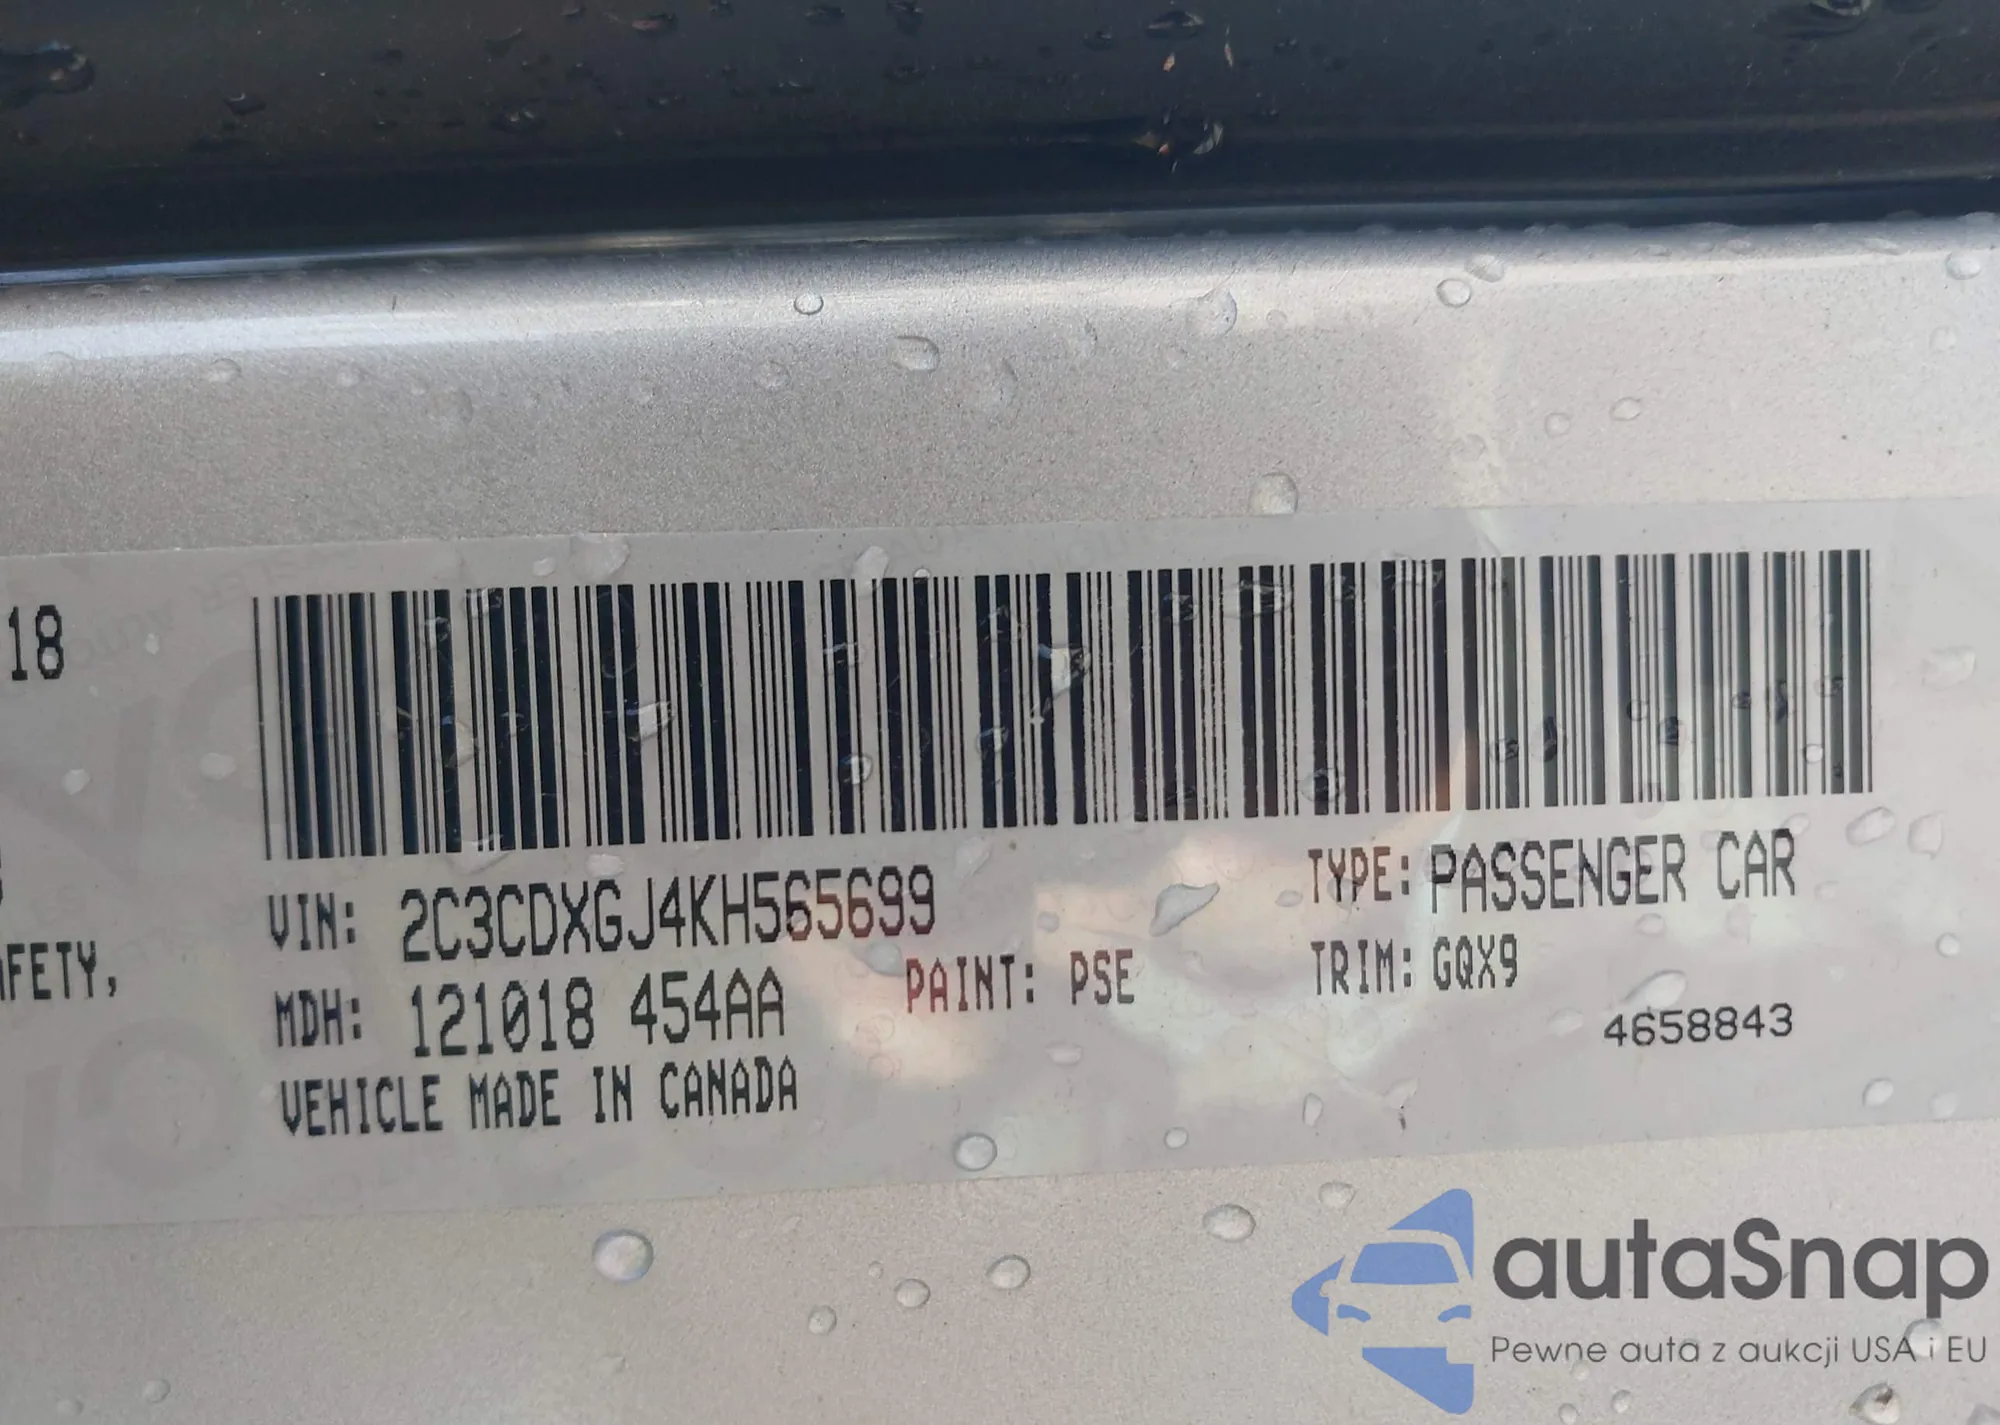 18
VIN: 2C3CDXGJ4KH565699
TYPE: PASSENGER CAR
MDH: 121018 454AA
PAINT: PSE
TRIM: GQX9
AFETY,
4658843
VEHICLE MADE IN CANADA
autaSnap
Pewne auta z aukcji USA i EU